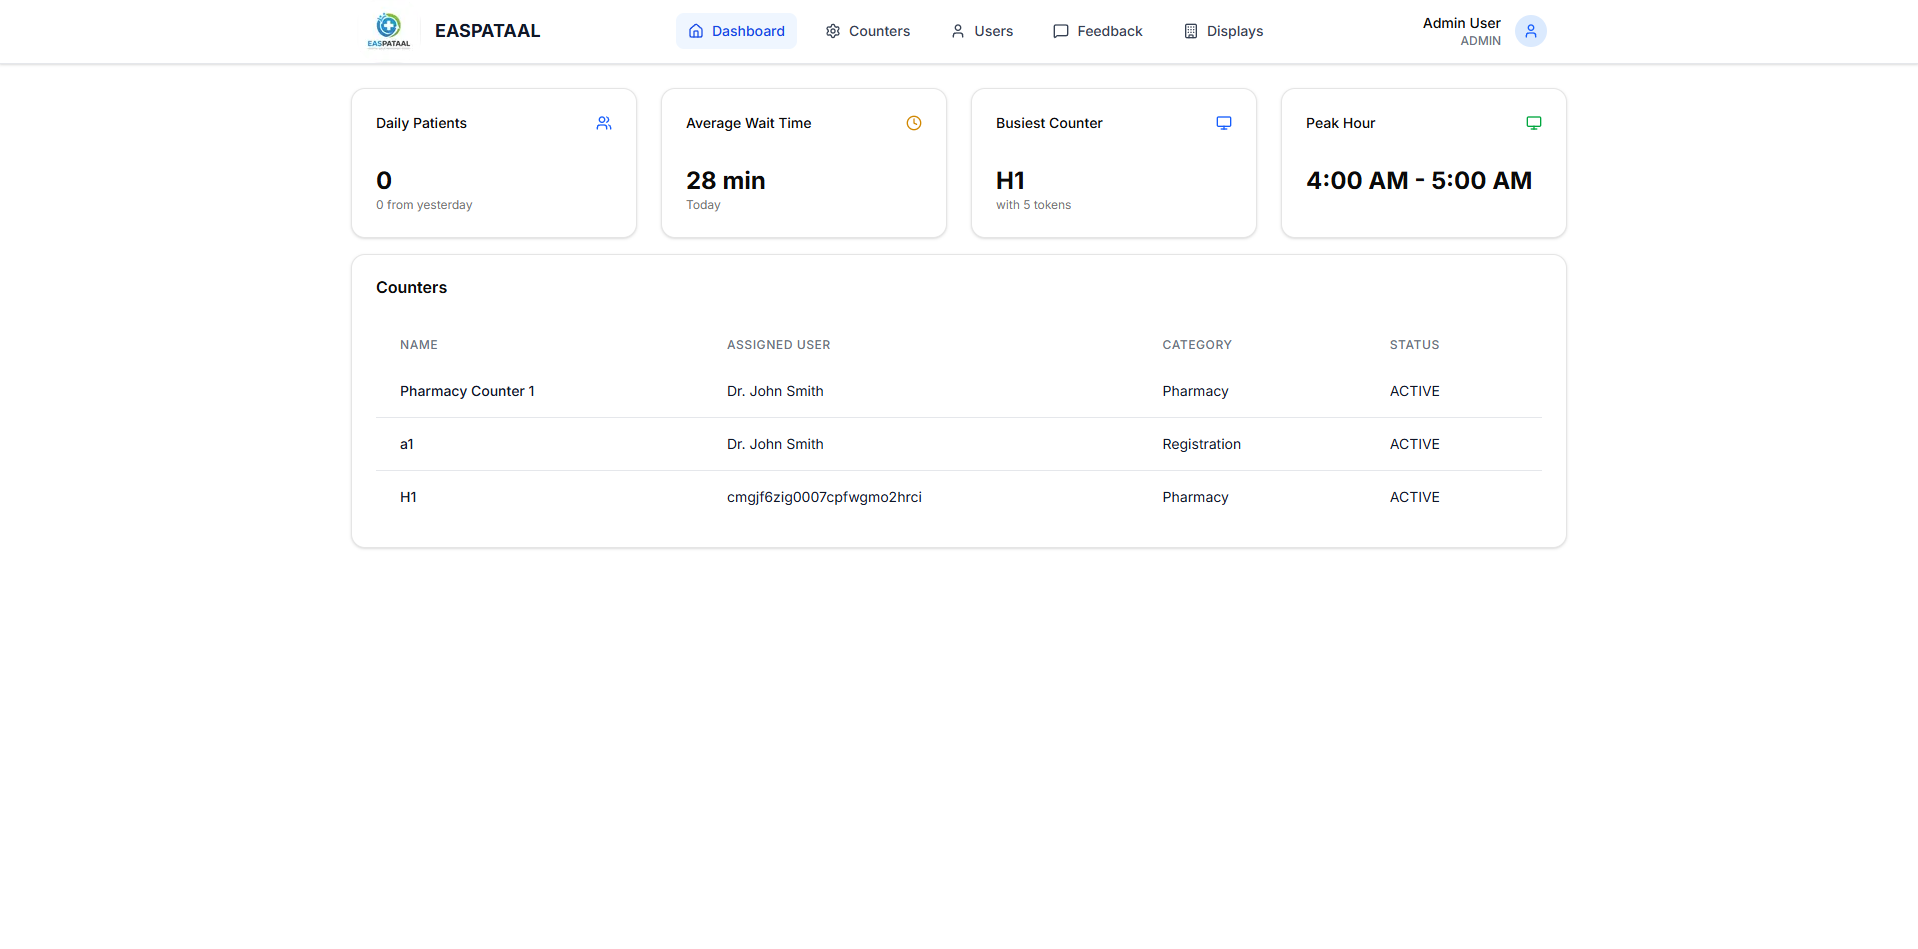 EASPATAAL
EASPATAAL
Dashboard
Counters
Users
Feedback
Displays
Admin User
ADMIN
Daily Patients
0
0 from yesterday
Average Wait Time
28 min
Today
Busiest Counter
H1
with 5 tokens
Peak Hour
4:00 AM - 5:00 AM
Counters
NAME ASSIGNED USER CATEGORY STATUS
Pharmacy Counter 1 Dr. John Smith Pharmacy ACTIVE
a1 Dr. John Smith Registration ACTIVE
H1 cmgjf6zig0007cpfwgmo2hrci Pharmacy ACTIVE